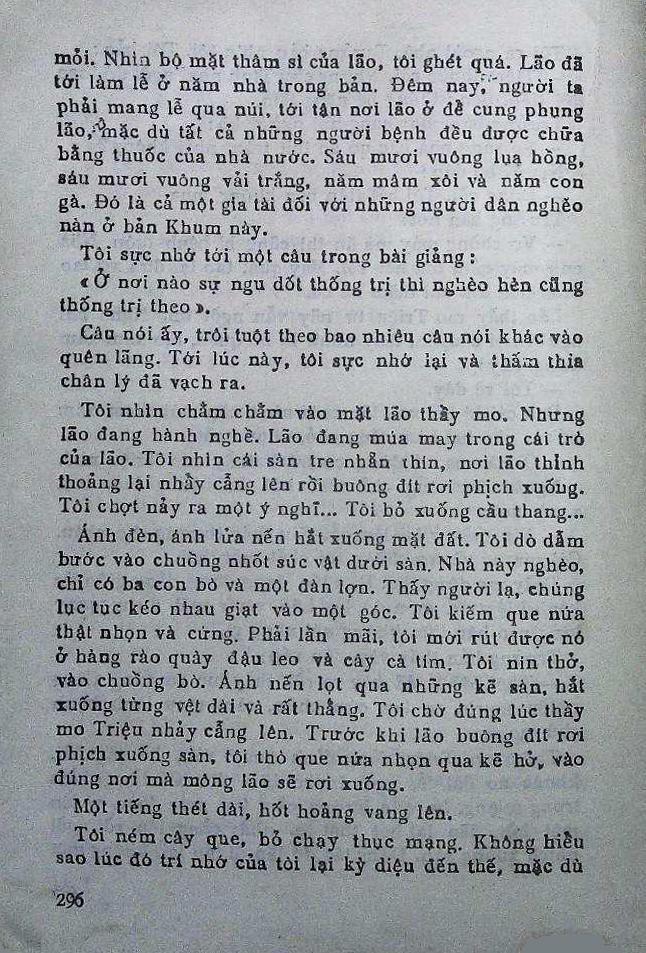 mỏi. Nhìn bộ mặt thâm sì của lão, tôi ghét quá. Lão đã
tới làm lễ ở năm nhà trong bản. Đêm nay, người ta
phải mang lễ qua núi, tới tận nơi lão ở để cung phụng
lão, mặc dù tất cả những người bệnh đều được chữa
bằng thuốc của nhà nước. Sáu mươi vuông lụa hồng,
sáu mươi vuông vải trắng, năm mâm xôi và năm con
gà. Đó là cả một gia tài đối với những người dân nghèo
nàn ở bản Khum này.
Tôi sực nhớ tới một câu trong bài giảng :
« Ở nơi nào sự ngu dốt thống trị thì nghèo hèn cũng
thống trị theo ».
Câu nói ấy, trôi tuột theo bao nhiêu câu nói khác vào
quên lãng. Tới lúc này, tôi sực nhớ lại và thấm thía
chân lý đã vạch ra.
Tôi nhìn chằm chằm vào mặt lão thầy mo. Nhưng
lão đang hành nghề. Lão đang múa may trong cái trò
của lão. Tôi nhìn cái sàn tre nhẵn thín, nơi lão thỉnh
thoảng lại nhảy cẫng lên rồi buông đít rơi phịch xuống.
Tôi chợt nảy ra một ý nghĩ... Tôi bỏ xuống cầu thang...
Ánh đèn, ánh lửa nến hắt xuống mặt đất. Tôi dò dẫm
bước vào chuồng nhốt súc vật dưới sàn. Nhà này nghèo,
chỉ có ba con bò và một đàn lợn. Thấy người lạ, chúng
lục tục kéo nhau giạt vào một góc. Tôi kiếm que nứa
thật nhọn và cứng. Phải lần mãi, tôi mới rút được nó
ở hàng rào quây đậu leo và cây cà tím. Tôi nín thở,
vào chuồng bò. Ánh nến lọt qua những kẽ sàn, hắt
xuống từng vệt dài và rất thẳng. Tôi chờ đúng lúc thầy
mo Triệu nhảy cẫng lên. Trước khi lão buông đít rơi
phịch xuống sàn, tôi thò que nứa nhọn qua kẽ hở, vào
đúng nơi mà mông lão sẽ rơi xuống.
Một tiếng thét dài, hốt hoảng vang lên.
Tôi ném cây que, bỏ chạy thục mạng. Không hiểu
sao lúc đó trí nhớ của tôi lại kỳ diệu đến thế, mặc dù
296